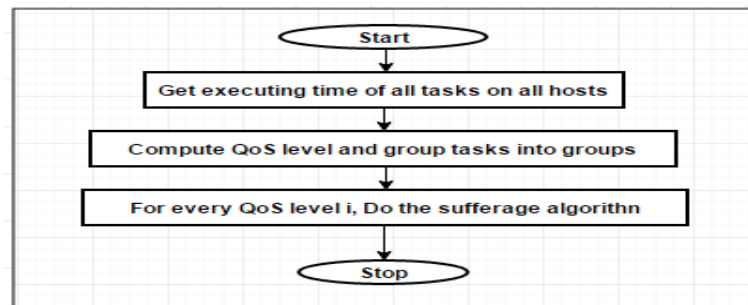 Start
Get executing time of all tasks on all hosts
Compute QoS level and group tasks into groups
For every QoS level i, Do the sufferage algorithn
Stop